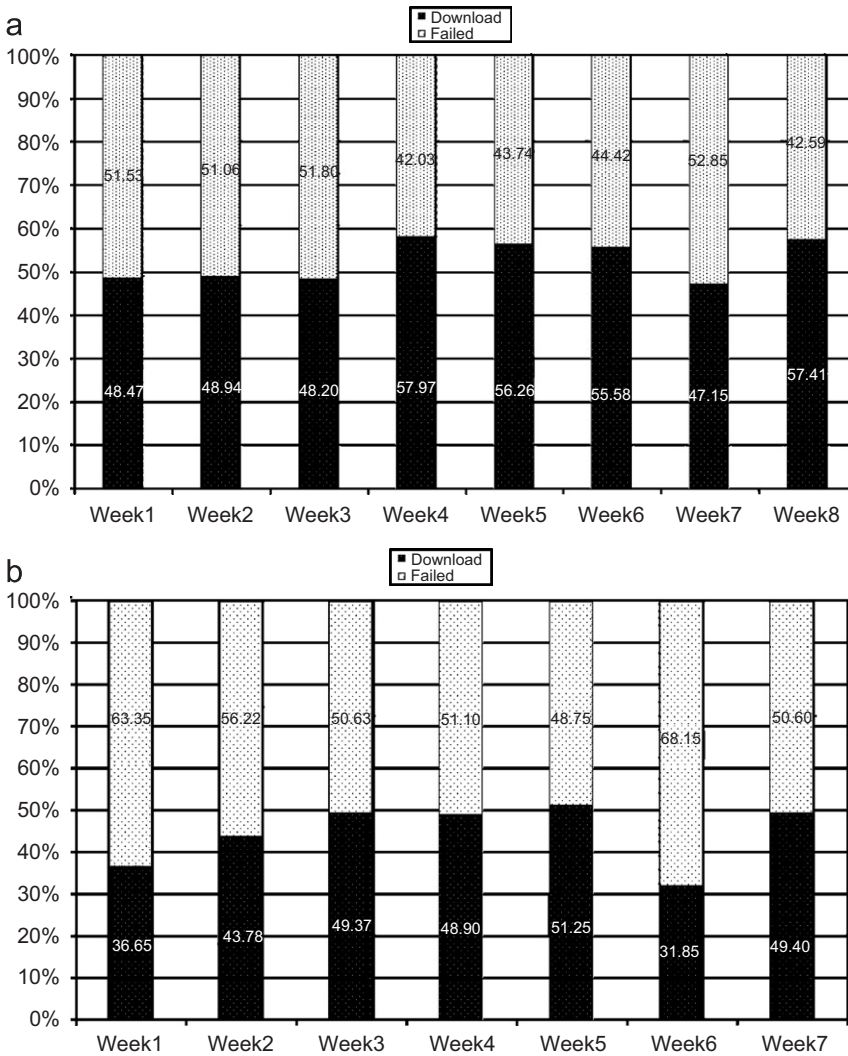 a
Download
Failed
100%
90%
80%
70%
60%
50%
40%
30%
20%
10%
0%
51.53 51.06 51.80 42.03 43.74 44.42 52.85 42.59
48.47 48.94 48.20 57.97 56.26 55.58 47.15 57.41
Week1 Week2 Week3 Week4 Week5 Week6 Week7 Week8
b
Download
Failed
100%
90%
80%
70%
60%
50%
40%
30%
20%
10%
0%
63.35 56.22 50.63 51.10 48.75 68.15 50.60
36.65 43.78 49.37 48.90 51.25 31.85 49.40
Week1 Week2 Week3 Week4 Week5 Week6 Week7